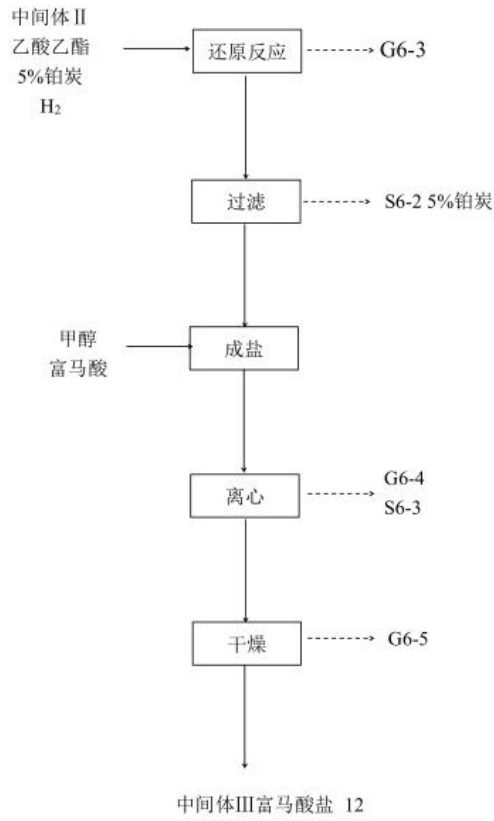 中间体Ⅱ
乙酸乙酯
5%铂炭
H₂
还原反应
G6-3
过滤
S6-2 5%铂炭
甲醇
富马酸
成盐
离心
G6-4
S6-3
干燥
G6-5
中间体Ⅲ富马酸盐 12